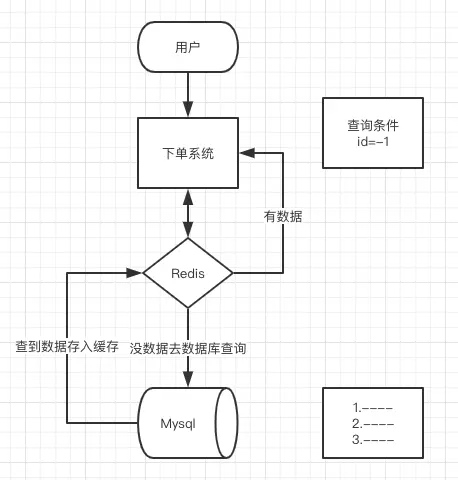 用户
下单系统
查询条件
id=-1
有数据
Redis
查到数据存入缓存
没数据去数据库查询
Mysql
1.----
2.----
3.----